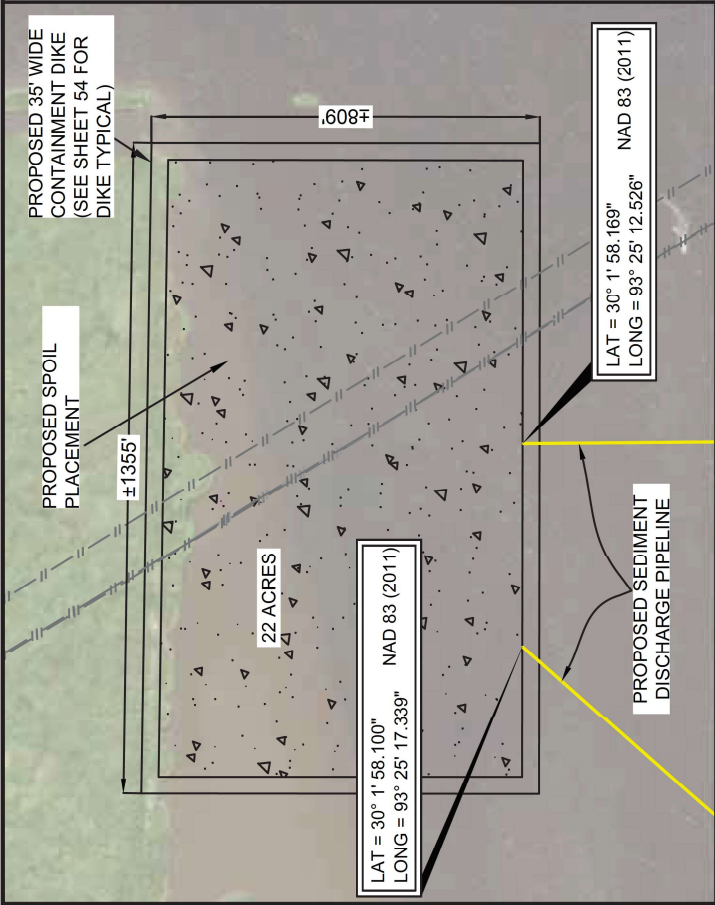 PROPOSED 35' WIDE
CONTAINMENT DIKE
(SEE SHEET 54 FOR
DIKE TYPICAL)
PROPOSED SPOIL
PLACEMENT
±1355'
±809'
22 ACRES
LAT = 30° 1' 58.100"
LONG = 93° 25' 17.339" NAD 83 (2011)
LAT = 30° 1' 58.169"
LONG = 93° 25' 12.526" NAD 83 (2011)
PROPOSED SEDIMENT
DISCHARGE PIPELINE